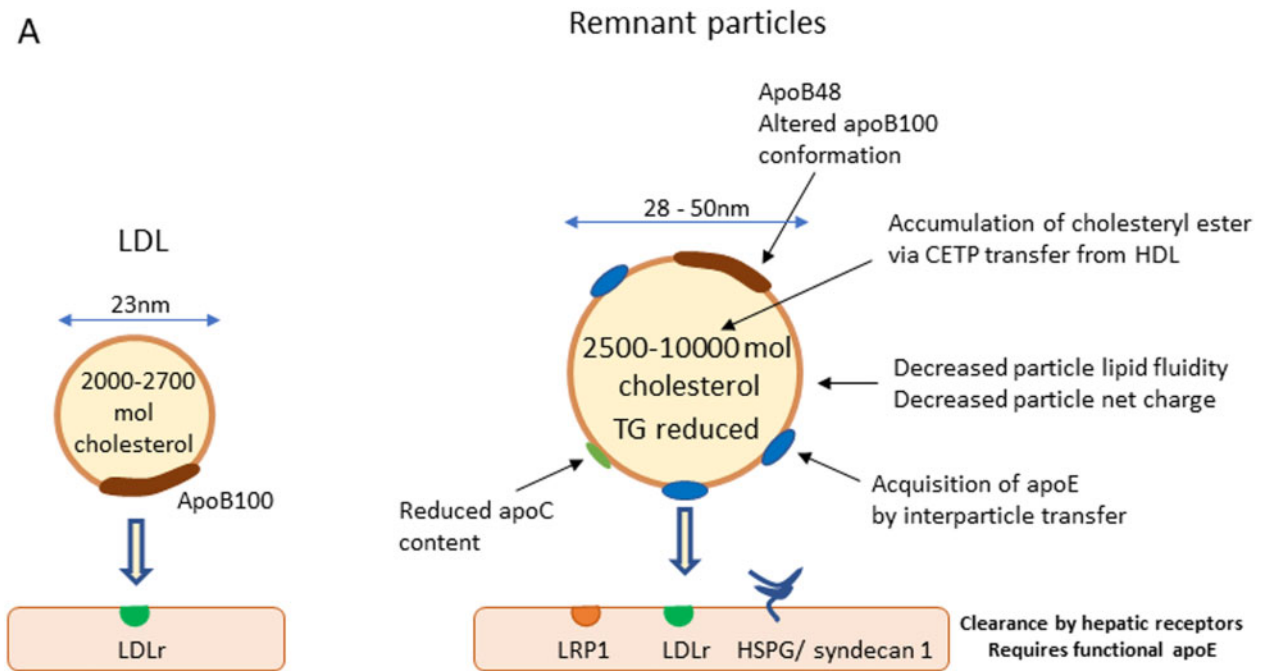 A
Remnant particles
ApoB48
Altered apoB100
conformation
28 - 50nm
Accumulation of cholesteryl ester
via CETP transfer from HDL
LDL
23nm
2000-2700
mol
cholesterol
ApoB100
2500-10000 mol
cholesterol
TG reduced
Decreased particle lipid fluidity
Decreased particle net charge
Reduced apoC
content
Acquisition of apoE
by interparticle transfer
LDLr
LRP1
LDLr
HSPG/ syndecan 1
Clearance by hepatic receptors
Requires functional apoE